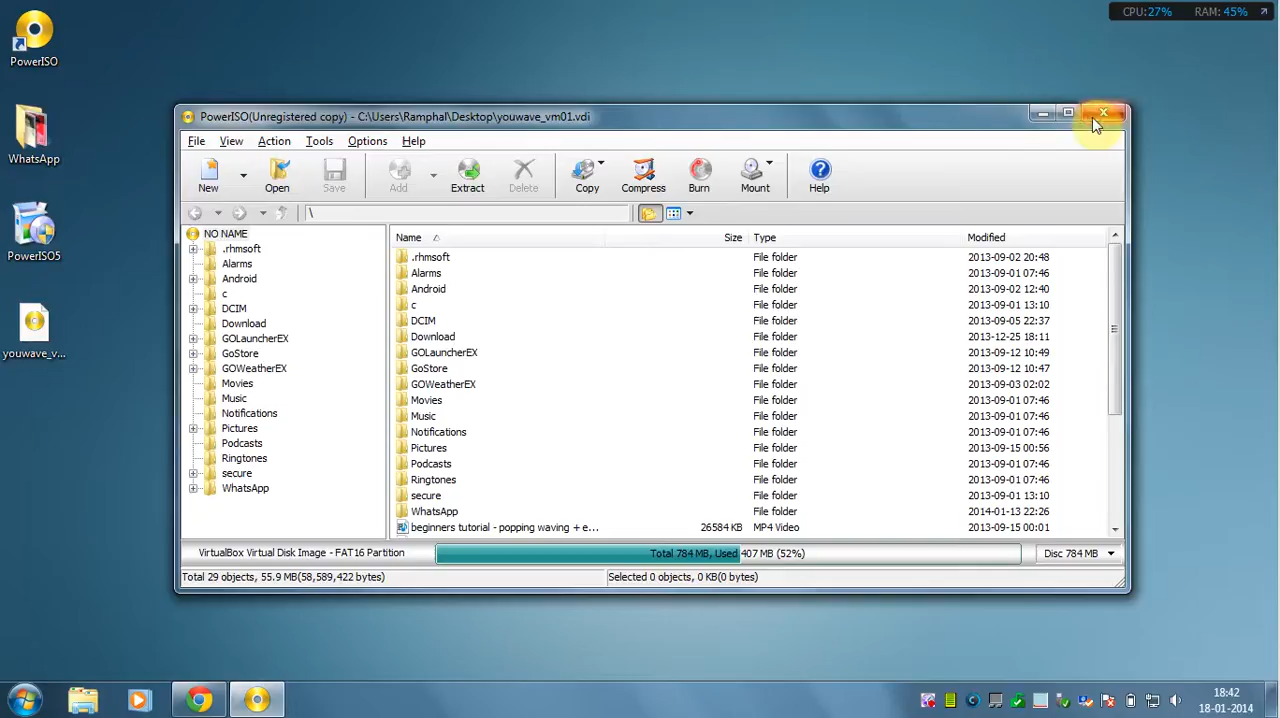 CPU:27% RAM: 45%
PowerISO
WhatsApp
PowerISO5
youwave_v...
PowerISO(Unregistered copy) - C:\Users\Ramphal\Desktop\youwave_vm01.vdi
File View Action Tools Options Help
New Open Save Add Extract Delete Copy Compress Burn Mount Help
\
NO NAME
.rhmsoft
Alarms
Android
c
DCIM
Download
GOLauncherEX
GoStore
GOWeatherEX
Movies
Music
Notifications
Pictures
Podcasts
Ringtones
secure
WhatsApp
Name Size Type Modified
.rhmsoft File folder 2013-09-02 20:48
Alarms File folder 2013-09-01 07:46
Android File folder 2013-09-02 12:40
c File folder 2013-09-01 13:10
DCIM File folder 2013-09-05 22:37
Download File folder 2013-12-25 18:11
GOLauncherEX File folder 2013-09-12 10:49
GoStore File folder 2013-09-12 10:47
GOWeatherEX File folder 2013-09-03 02:02
Movies File folder 2013-09-01 07:46
Music File folder 2013-09-01 07:46
Notifications File folder 2013-09-01 07:46
Pictures File folder 2013-09-15 00:56
Podcasts File folder 2013-09-01 07:46
Ringtones File folder 2013-09-01 07:46
secure File folder 2013-09-01 13:10
WhatsApp File folder 2014-01-13 22:26
beginners tutorial - popping waving + e... 26584 KB MP4 Video 2013-09-15 00:01
VirtualBox Virtual Disk Image - FAT16 Partition Total 784 MB, Used 407 MB (52%) Disc 784 MB
Total 29 objects, 55.9 MB(58,589,422 bytes) Selected 0 objects, 0 KB(0 bytes)
18:42
18-01-2014